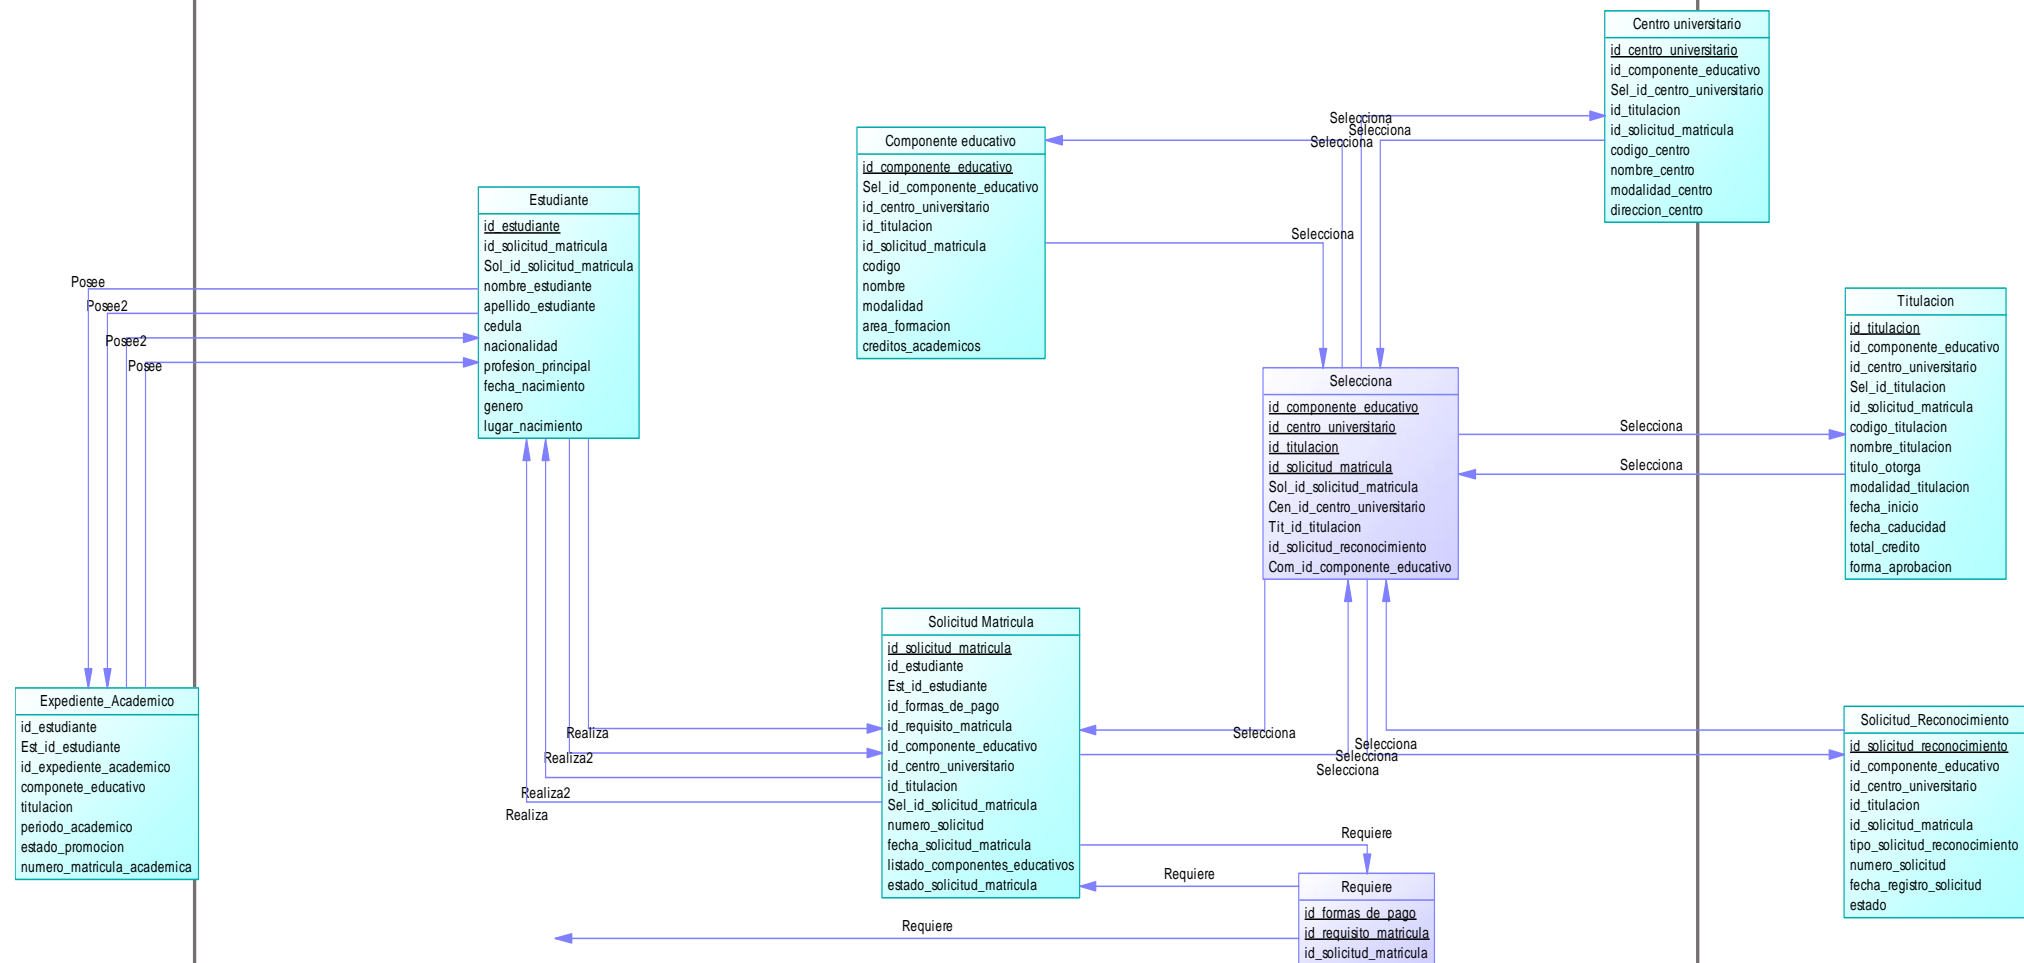 Centro universitario
id_centro_universitario
id_componente_educativo
Sel_id_centro_universitario
id_titulacion
id_solicitud_matricula
codigo_centro
nombre_centro
modalidad_centro
direccion_centro
Selecciona
Selecciona
Selecciona
Componente educativo
id_componente_educativo
Sel_id_componente_educativo
id_centro_universitario
id_titulacion
id_solicitud_matricula
codigo
nombre
modalidad
area_formacion
creditos_academicos
Selecciona
Estudiante
id_estudiante
id_solicitud_matricula
Sol_id_solicitud_matricula
nombre_estudiante
apellido_estudiante
cedula
nacionalidad
profesion_principal
fecha_nacimiento
genero
lugar_nacimiento
Posee
Posee2
Posee2
Posee
Titulacion
id_titulacion
id_componente_educativo
id_centro_universitario
Sel_id_titulacion
id_solicitud_matricula
codigo_titulacion
nombre_titulacion
titulo_otorga
modalidad_titulacion
fecha_inicio
fecha_caducidad
total_credito
forma_aprobacion
Selecciona
id_componente_educativo
id_centro_universitario
id_titulacion
id_solicitud_matricula
Sol_id_solicitud_matricula
Cen_id_centro_universitario
Tit_id_titulacion
id_solicitud_reconocimiento
Com_id_componente_educativo
Selecciona
Selecciona
Solicitud Matricula
id_solicitud_matricula
id_estudiante
Est_id_estudiante
id_formas_de_pago
id_requisito_matricula
id_componente_educativo
id_centro_universitario
id_titulacion
Sel_id_solicitud_matricula
numero_solicitud
fecha_solicitud_matricula
listado_componentes_educativos
estado_solicitud_matricula
Expediente_Academico
id_estudiante
Est_id_estudiante
id_expediente_academico
componete_educativo
titulacion
periodo_academico
estado_promocion
numero_matricula_academica
Realiza
Realiza2
Realiza2
Realiza
Selecciona
Selecciona
Selecciona
Selecciona
Solicitud_Reconocimiento
id_solicitud_reconocimiento
id_componente_educativo
id_centro_universitario
id_titulacion
id_solicitud_matricula
tipo_solicitud_reconocimiento
numero_solicitud
fecha_registro_solicitud
estado
Requiere
Requiere
Requiere
Requiere
id_formas_de_pago
id_requisito_matricula
id_solicitud_matricula